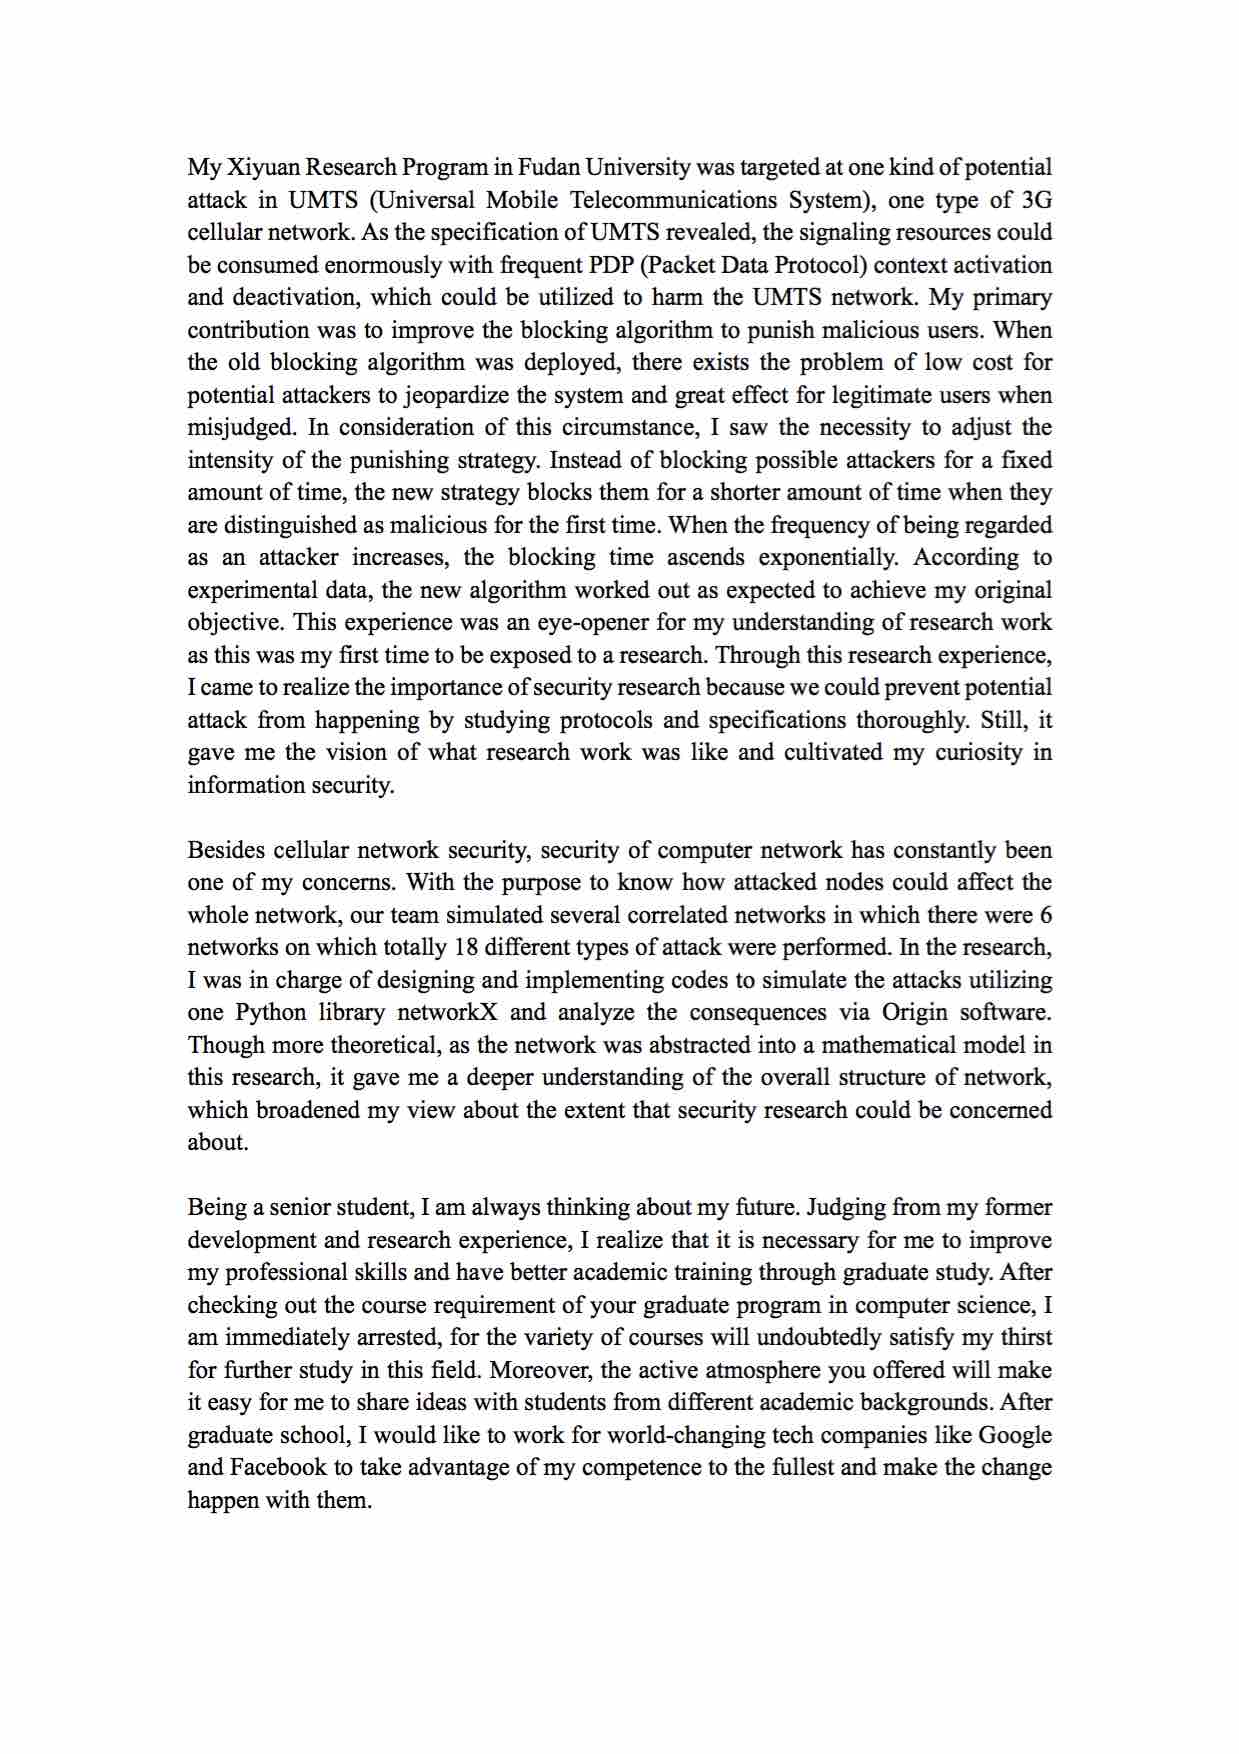 My Xiyuan Research Program in Fudan University was targeted at one kind of potential
attack in UMTS (Universal Mobile Telecommunications System), one type of 3G
cellular network. As the specification of UMTS revealed, the signaling resources could
be consumed enormously with frequent PDP (Packet Data Protocol) context activation
and deactivation, which could be utilized to harm the UMTS network. My primary
contribution was to improve the blocking algorithm to punish malicious users. When
the old blocking algorithm was deployed, there exists the problem of low cost for
potential attackers to jeopardize the system and great effect for legitimate users when
misjudged. In consideration of this circumstance, I saw the necessity to adjust the
intensity of the punishing strategy. Instead of blocking possible attackers for a fixed
amount of time, the new strategy blocks them for a shorter amount of time when they
are distinguished as malicious for the first time. When the frequency of being regarded
as an attacker increases, the blocking time ascends exponentially. According to
experimental data, the new algorithm worked out as expected to achieve my original
objective. This experience was an eye-opener for my understanding of research work
as this was my first time to be exposed to a research. Through this research experience,
I came to realize the importance of security research because we could prevent potential
attack from happening by studying protocols and specifications thoroughly. Still, it
gave me the vision of what research work was like and cultivated my curiosity in
information security.

Besides cellular network security, security of computer network has constantly been
one of my concerns. With the purpose to know how attacked nodes could affect the
whole network, our team simulated several correlated networks in which there were 6
networks on which totally 18 different types of attack were performed. In the research,
I was in charge of designing and implementing codes to simulate the attacks utilizing
one Python library networkX and analyze the consequences via Origin software.
Though more theoretical, as the network was abstracted into a mathematical model in
this research, it gave me a deeper understanding of the overall structure of network,
which broadened my view about the extent that security research could be concerned
about.

Being a senior student, I am always thinking about my future. Judging from my former
development and research experience, I realize that it is necessary for me to improve
my professional skills and have better academic training through graduate study. After
checking out the course requirement of your graduate program in computer science, I
am immediately arrested, for the variety of courses will undoubtedly satisfy my thirst
for further study in this field. Moreover, the active atmosphere you offered will make
it easy for me to share ideas with students from different academic backgrounds. After
graduate school, I would like to work for world-changing tech companies like Google
and Facebook to take advantage of my competence to the fullest and make the change
happen with them.